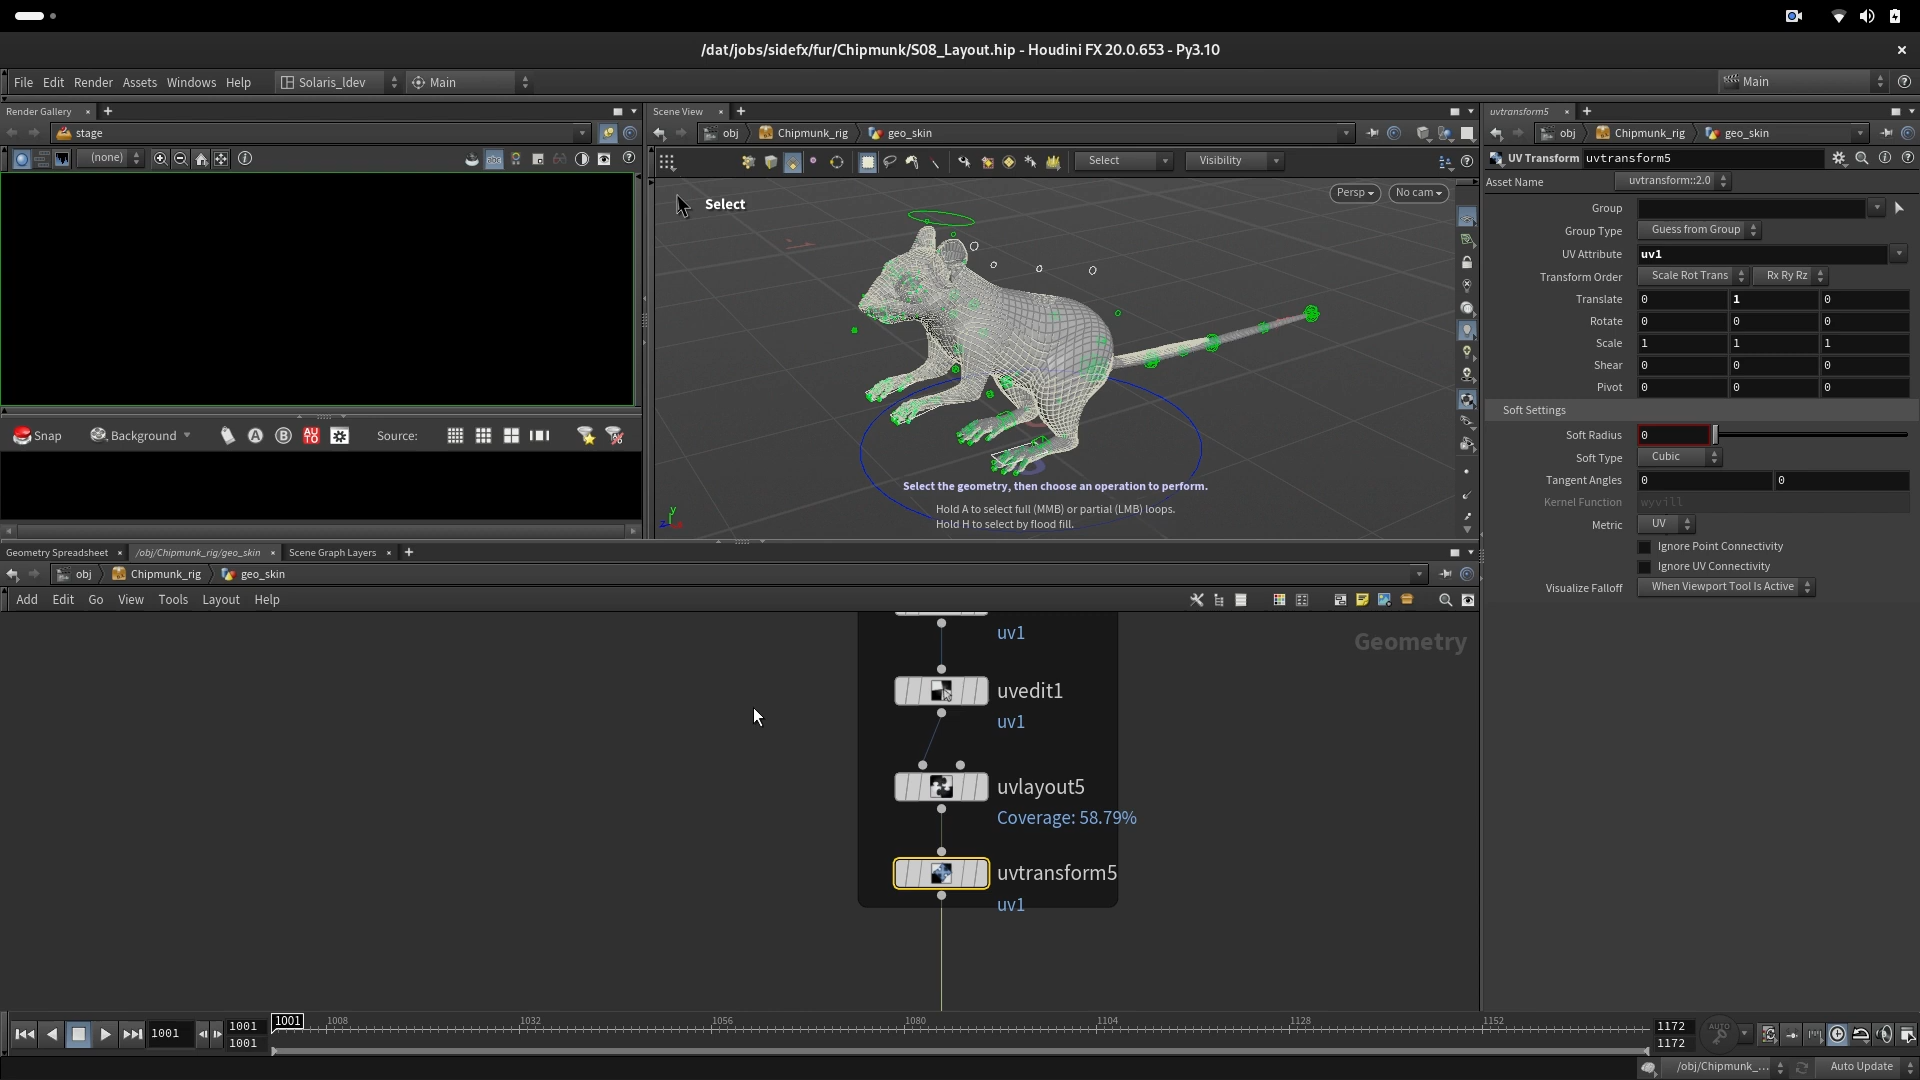 /dat/jobs/sidefx/fur/Chipmunk/S08_Layout.hip - Houdini FX 20.0.653 - Py3.10
File Edit Render Assets Windows Help Solaris_ldev Main Main
Render Gallery
stage
(none)
Snap Background A B AUTO Source:
Scene View
obj Chipmunk_rig geo_skin
Select Visibility
Select
Persp No cam
Select the geometry, then choose an operation to perform.
Hold A to select full (MMB) or partial (LMB) loops.
Hold H to select by flood fill.
y
Geometry Spreadsheet /obj/Chipmunk_rig/geo_skin Scene Graph Layers
obj Chipmunk_rig geo_skin
Add Edit Go View Tools Layout Help
Geometry
uv1
uvedit1
uv1
uvlayout5
Coverage: 58.79%
uvtransform5
uv1
uvtransform5
obj Chipmunk_rig geo_skin
UV Transform uvtransform5
Asset Name uvtransform::2.0
Group
Group Type Guess from Group
UV Attribute uv1
Transform Order Scale Rot Trans Rx Ry Rz
Translate 0 1 0
Rotate 0 0 0
Scale 1 1 1
Shear 0 0 0
Pivot 0 0 0
Soft Settings
Soft Radius 0
Soft Type Cubic
Tangent Angles 0 0
Kernel Function wyvill
Metric UV
Ignore Point Connectivity
Ignore UV Connectivity
Visualize Falloff When Viewport Tool Is Active
1001 1001 1001 1008 1032 1056 1080 1104 1128 1152 1172 AUTO
1001 1172
/obj/Chipmunk_... Auto Update